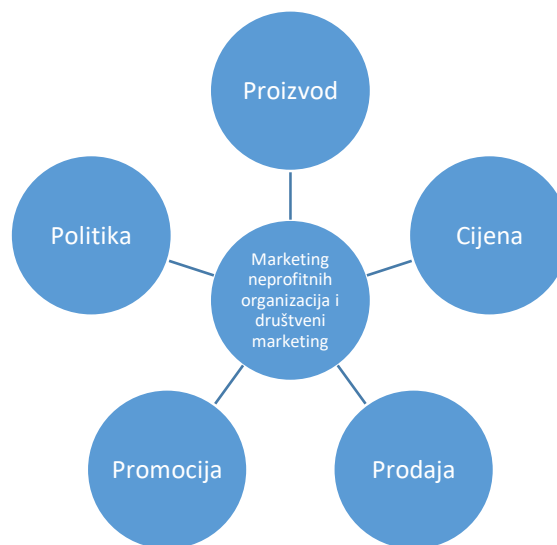 Proizvod
Politika
Cijena
Marketing
neprofitnih
organizacija i
društveni
marketing
Promocija
Prodaja